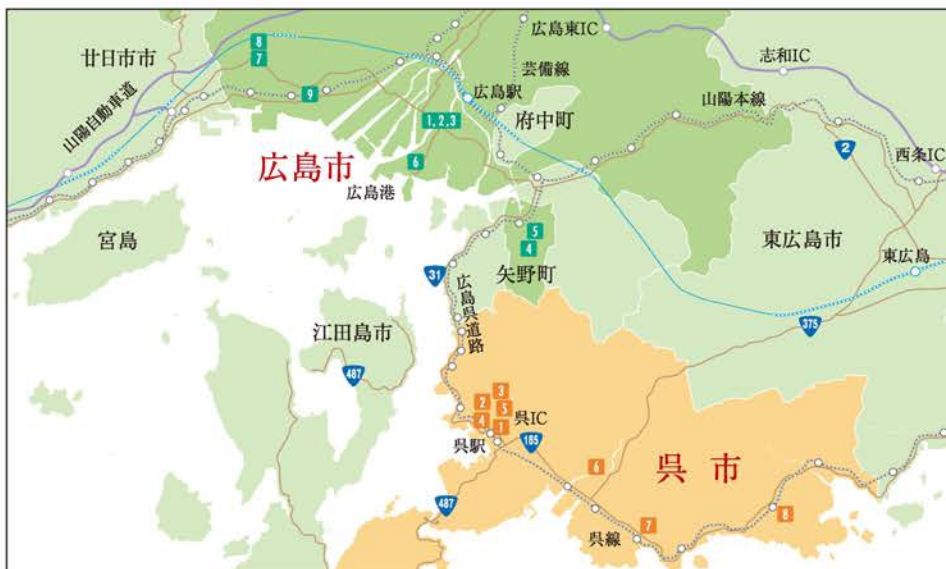 広島東IC
志和IC
廿日市市
8
7
芸備線
広島駅
山陽本線
山陽自動車道
9
1, 2, 3
府中町
2
広島市
6
西条IC
広島港
宮島
5
4
東広島市
矢野町
東広島
31
広島呉道路
江田島市
375
487
3
2
5
4
1
呉IC
呉駅
185
6
呉市
487
7
8
呉線